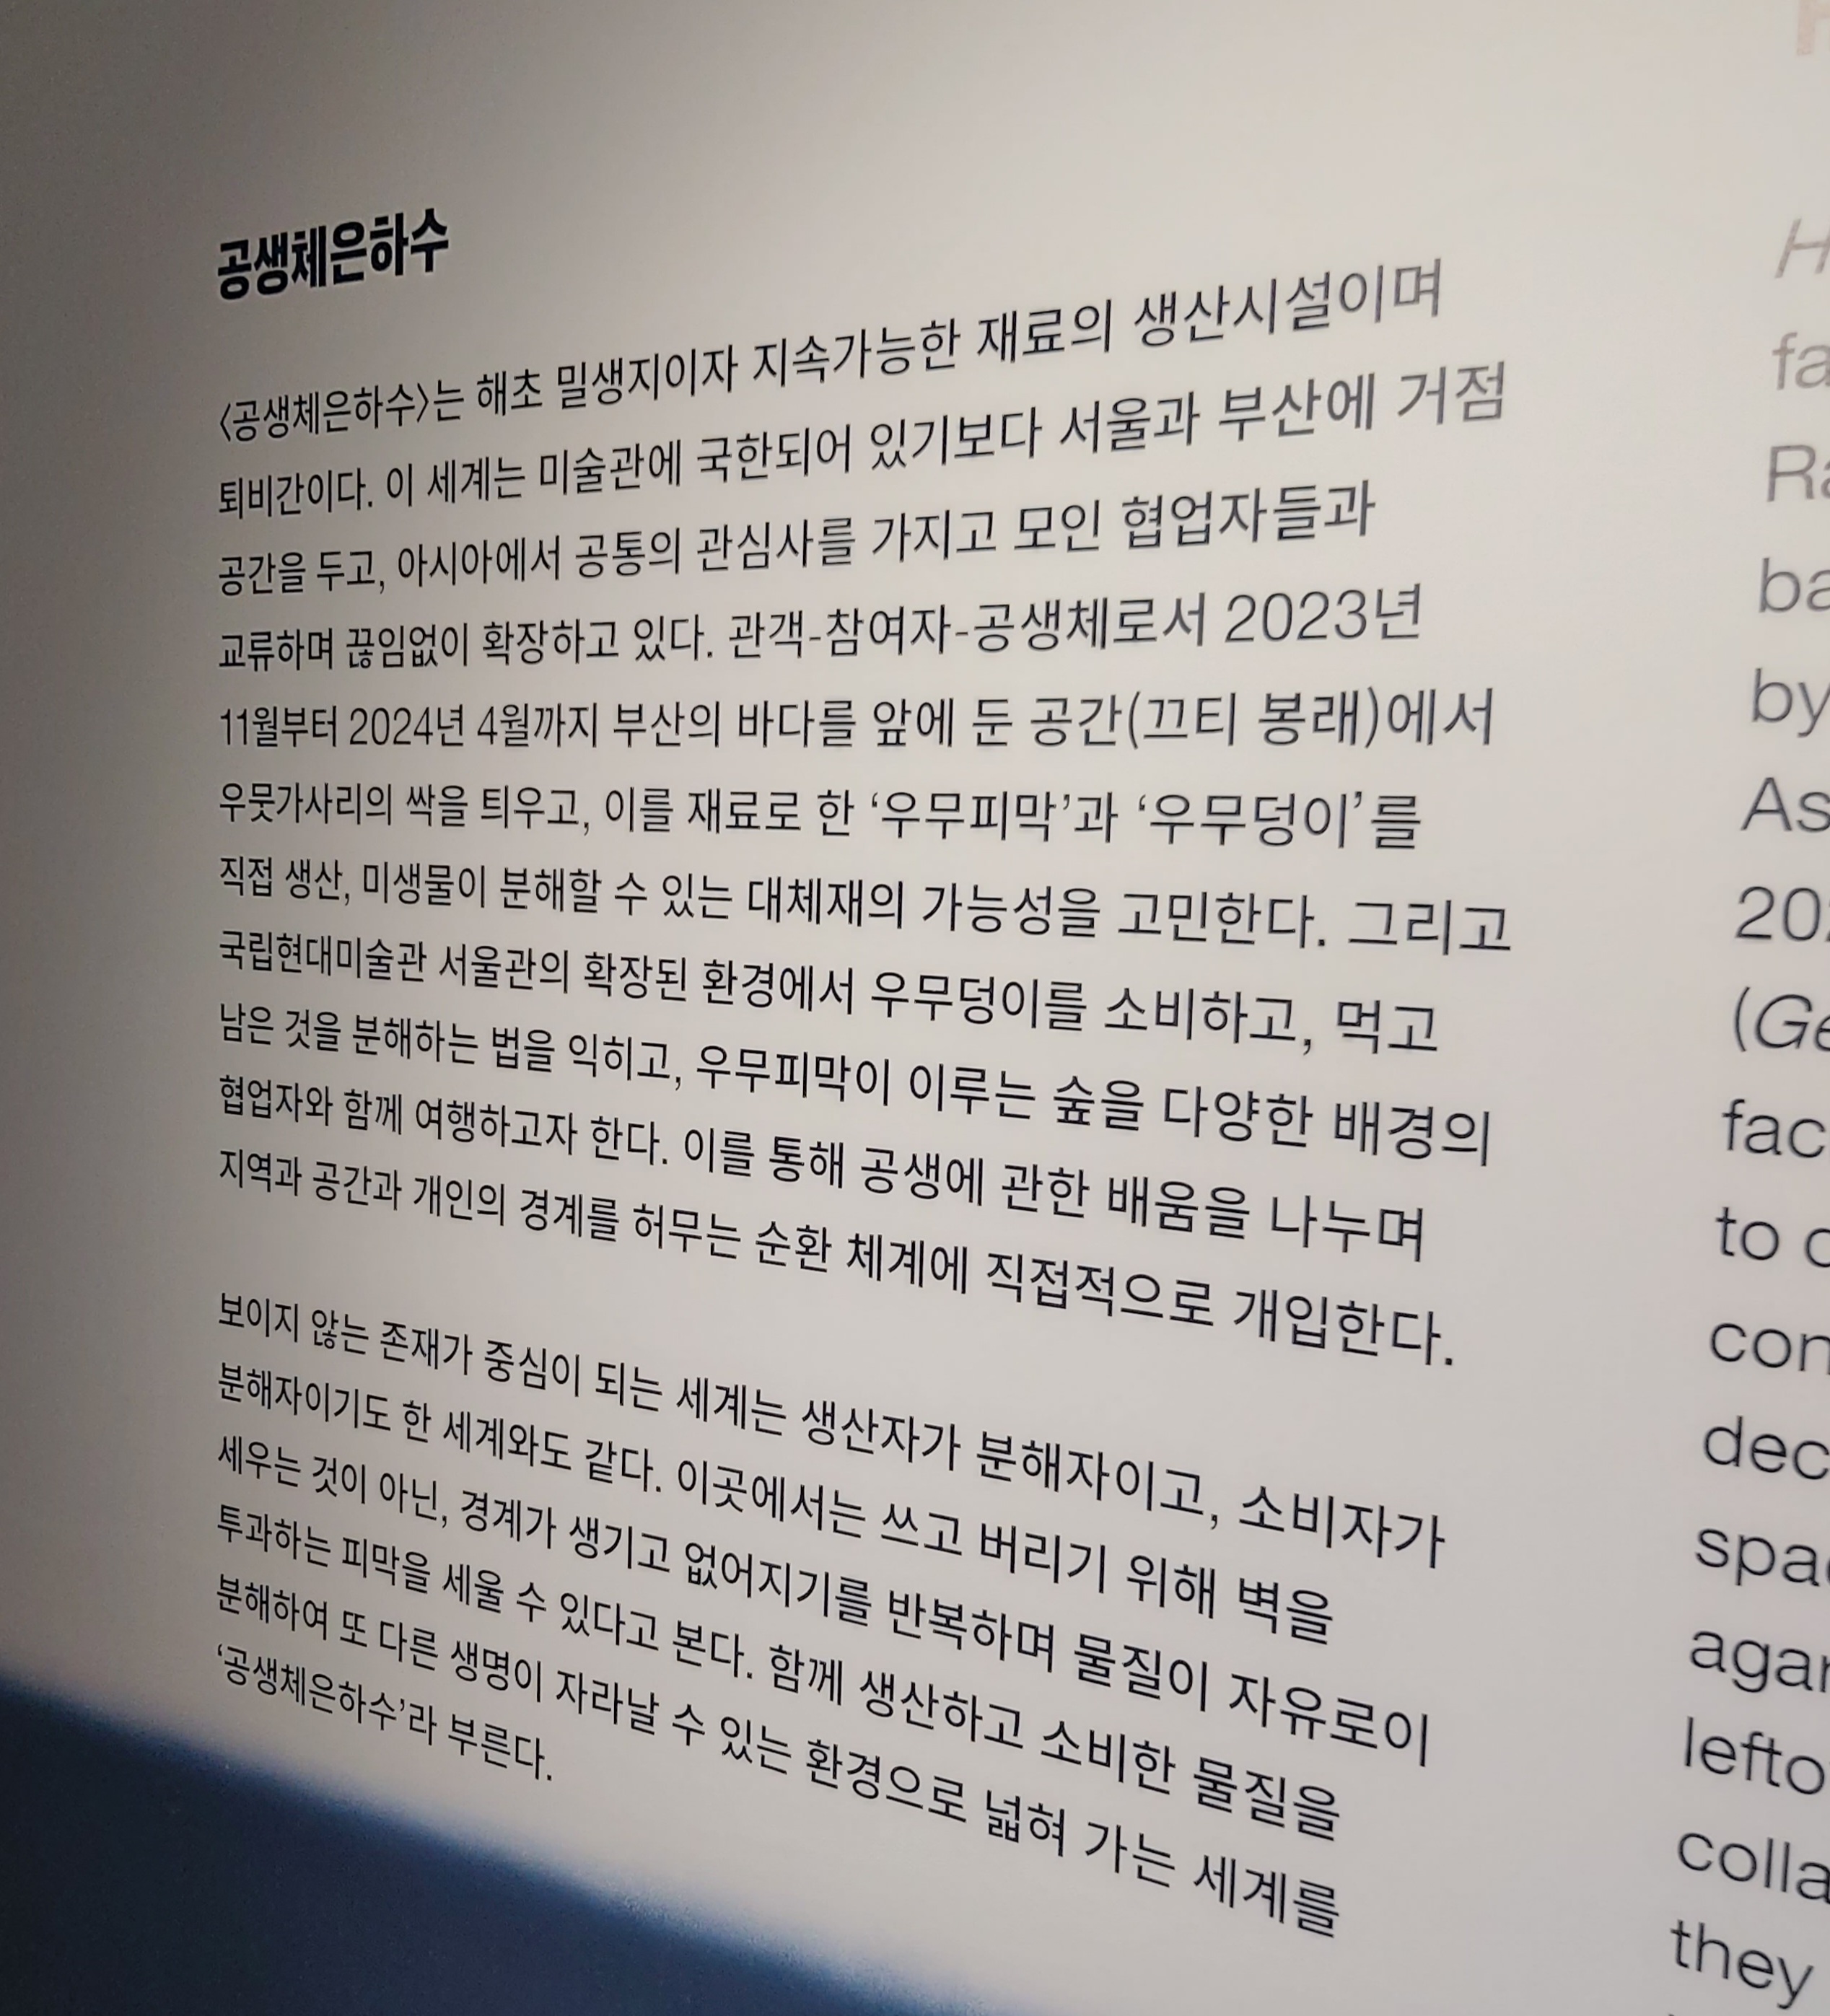 공생체은하수
〈공생체은하수〉는 해초 밀생지이자 지속가능한 재료의 생산시설이며
퇴비간이다. 이 세계는 미술관에 국한되어 있기보다 서울과 부산에 거점
공간을 두고, 아시아에서 공통의 관심사를 가지고 모인 협업자들과
교류하며 끊임없이 확장하고 있다. 관객-참여자-공생체로서 2023년
11월부터 2024년 4월까지 부산의 바다를 앞에 둔 공간(끄티 봉래)에서
우뭇가사리의 싹을 틔우고, 이를 재료로 한 ‘우무피막’과 ‘우무덩이’를
직접 생산, 미생물이 분해할 수 있는 대체재의 가능성을 고민한다. 그리고
국립현대미술관 서울관의 확장된 환경에서 우무덩이를 소비하고, 먹고
남은 것을 분해하는 법을 익히고, 우무피막이 이루는 숲을 다양한 배경의
협업자와 함께 여행하고자 한다. 이를 통해 공생에 관한 배움을 나누며
지역과 공간과 개인의 경계를 허무는 순환 체계에 직접적으로 개입한다.
보이지 않는 존재가 중심이 되는 세계는 생산자가 분해자이고, 소비자가
분해자이기도 한 세계와도 같다. 이곳에서는 쓰고 버리기 위해 벽을
세우는 것이 아닌, 경계가 생기고 없어지기를 반복하며 물질이 자유로이
투과하는 피막을 세울 수 있다고 본다. 함께 생산하고 소비한 물질을
분해하여 또 다른 생명이 자라날 수 있는 환경으로 넓혀 가는 세계를
‘공생체은하수’라 부른다.
H
fa
Ra
ba
by
As
202
(Ge
fac
to c
con
dec
spac
agar
lefto
colla
they